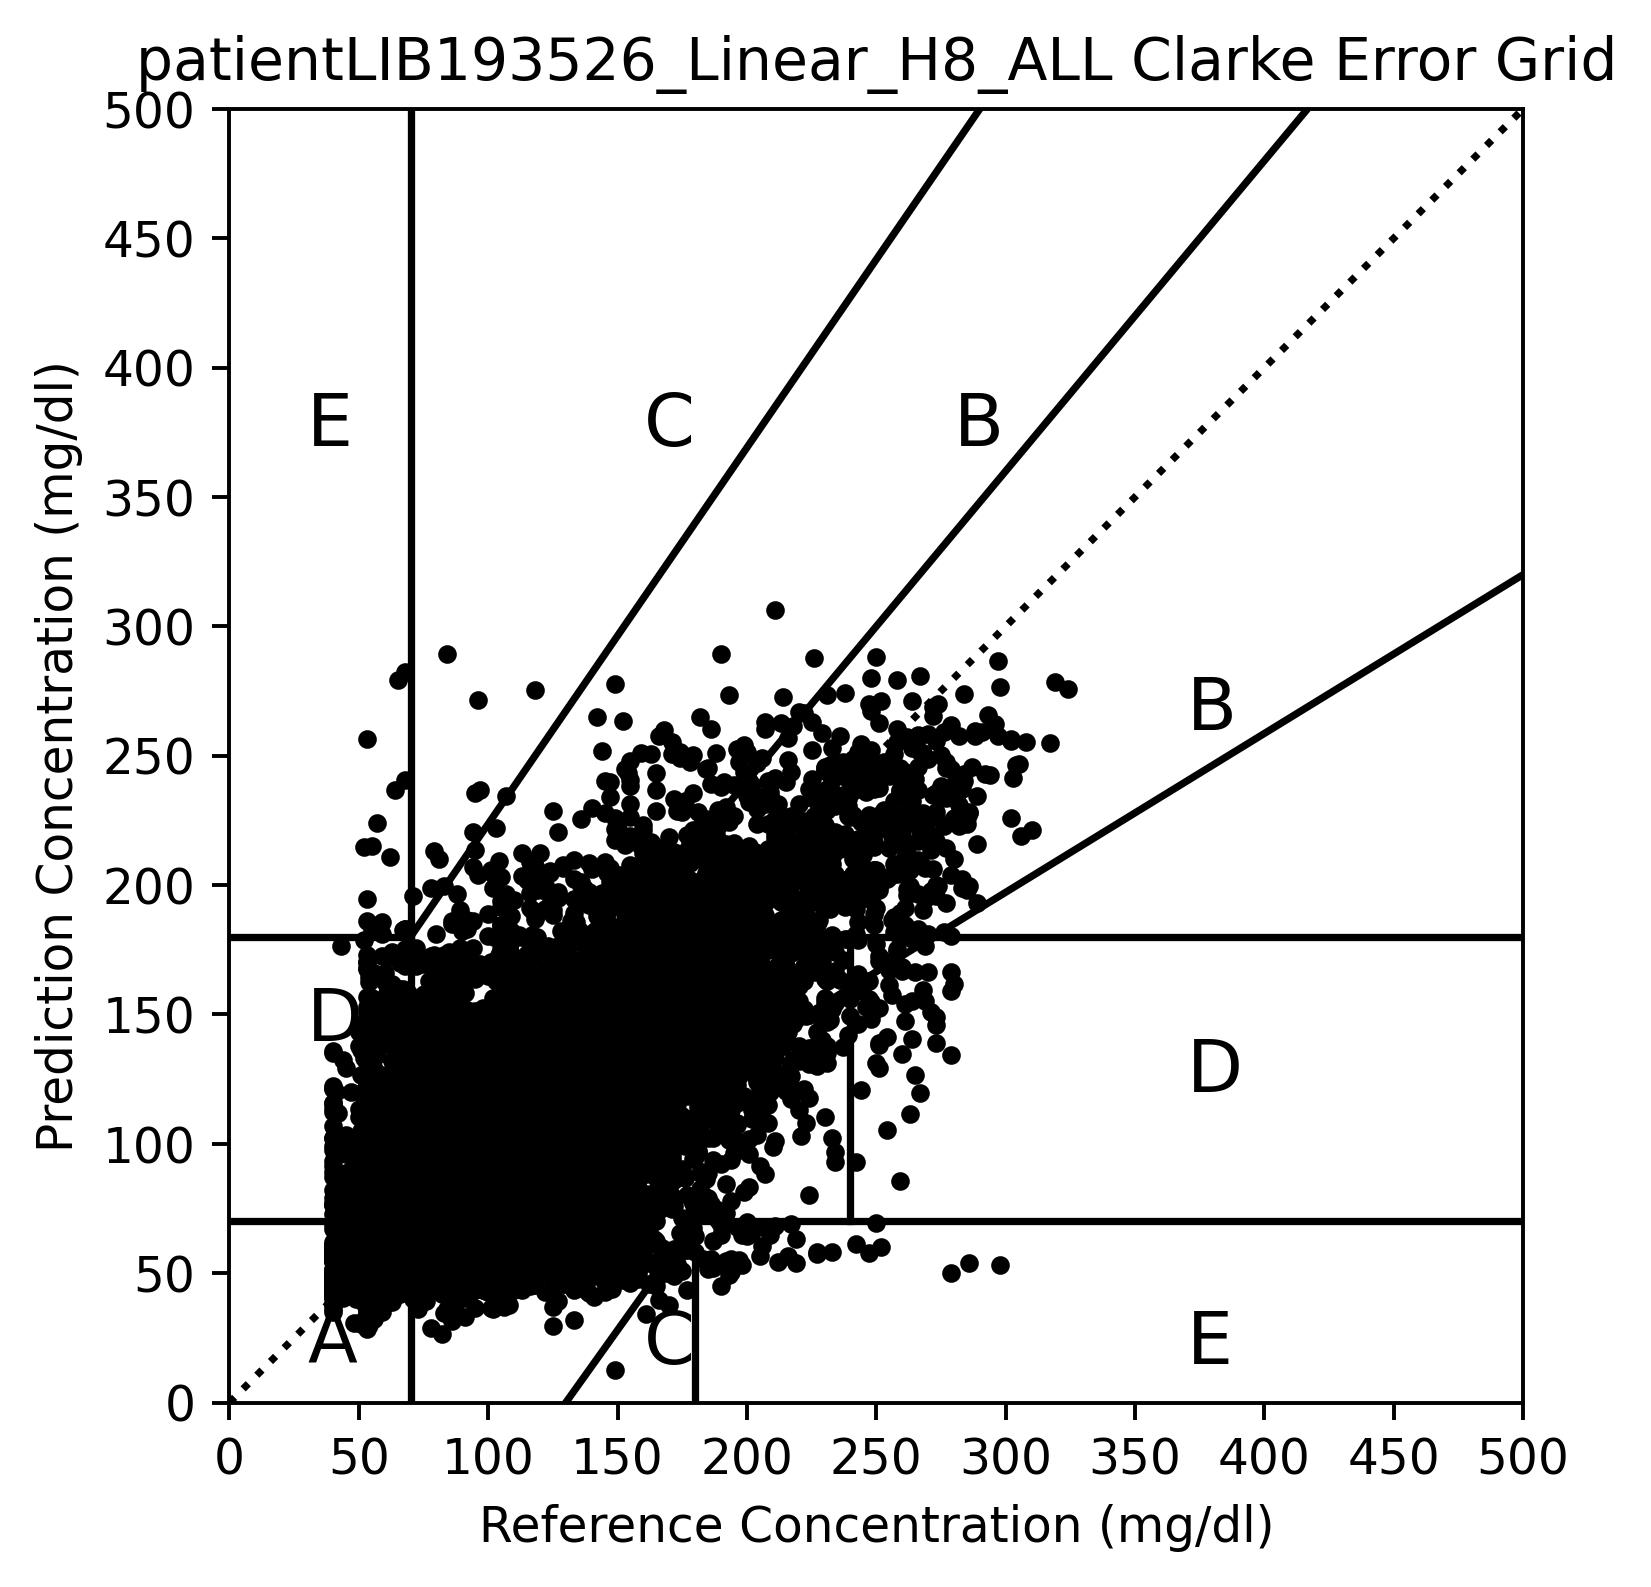 patientLIB193526_Linear_H8_ALL Clarke Error Grid
Prediction Concentration (mg/dl)
500
450
400
350
300
250
200
150
100
50
0
E
C
B
B
D
D
A
C
E
0 50 100 150 200 250 300 350 400 450 500
Reference Concentration (mg/dl)